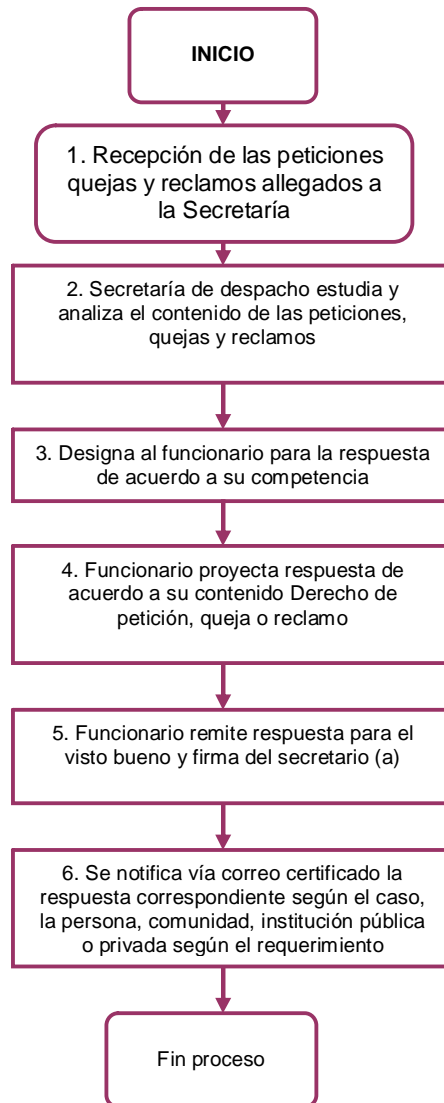 INICIO
1. Recepción de las peticiones
quejas y reclamos allegados a
la Secretaría
2. Secretaría de despacho estudia y
analiza el contenido de las peticiones,
quejas y reclamos
3. Designa al funcionario para la respuesta
de acuerdo a su competencia
4. Funcionario proyecta respuesta de
acuerdo a su contenido Derecho de
petición, queja o reclamo
5. Funcionario remite respuesta para el
visto bueno y firma del secretario (a)
6. Se notifica vía correo certificado la
respuesta correspondiente según el caso,
la persona, comunidad, institución pública
o privada según el requerimiento
Fin proceso